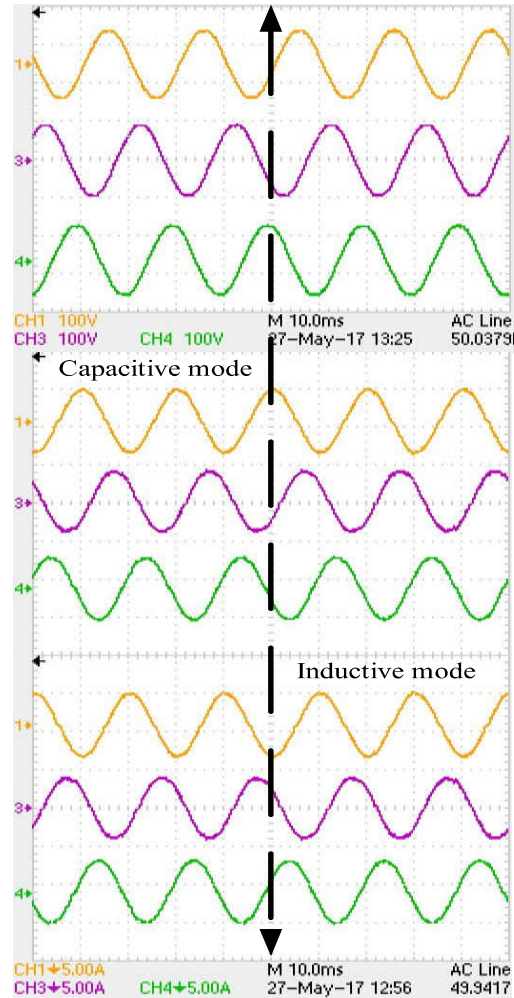 1
3
4
CH1 100V M 10.0ms AC Line
CH3 100V CH4 100V 27-May-17 13:25 50.0379
Capacitive mode
1
3
4
Inductive mode
1
3
4
CH1 5.00A M 10.0ms AC Line
CH3 5.00A CH4 5.00A 27-May-17 12:56 49.9417